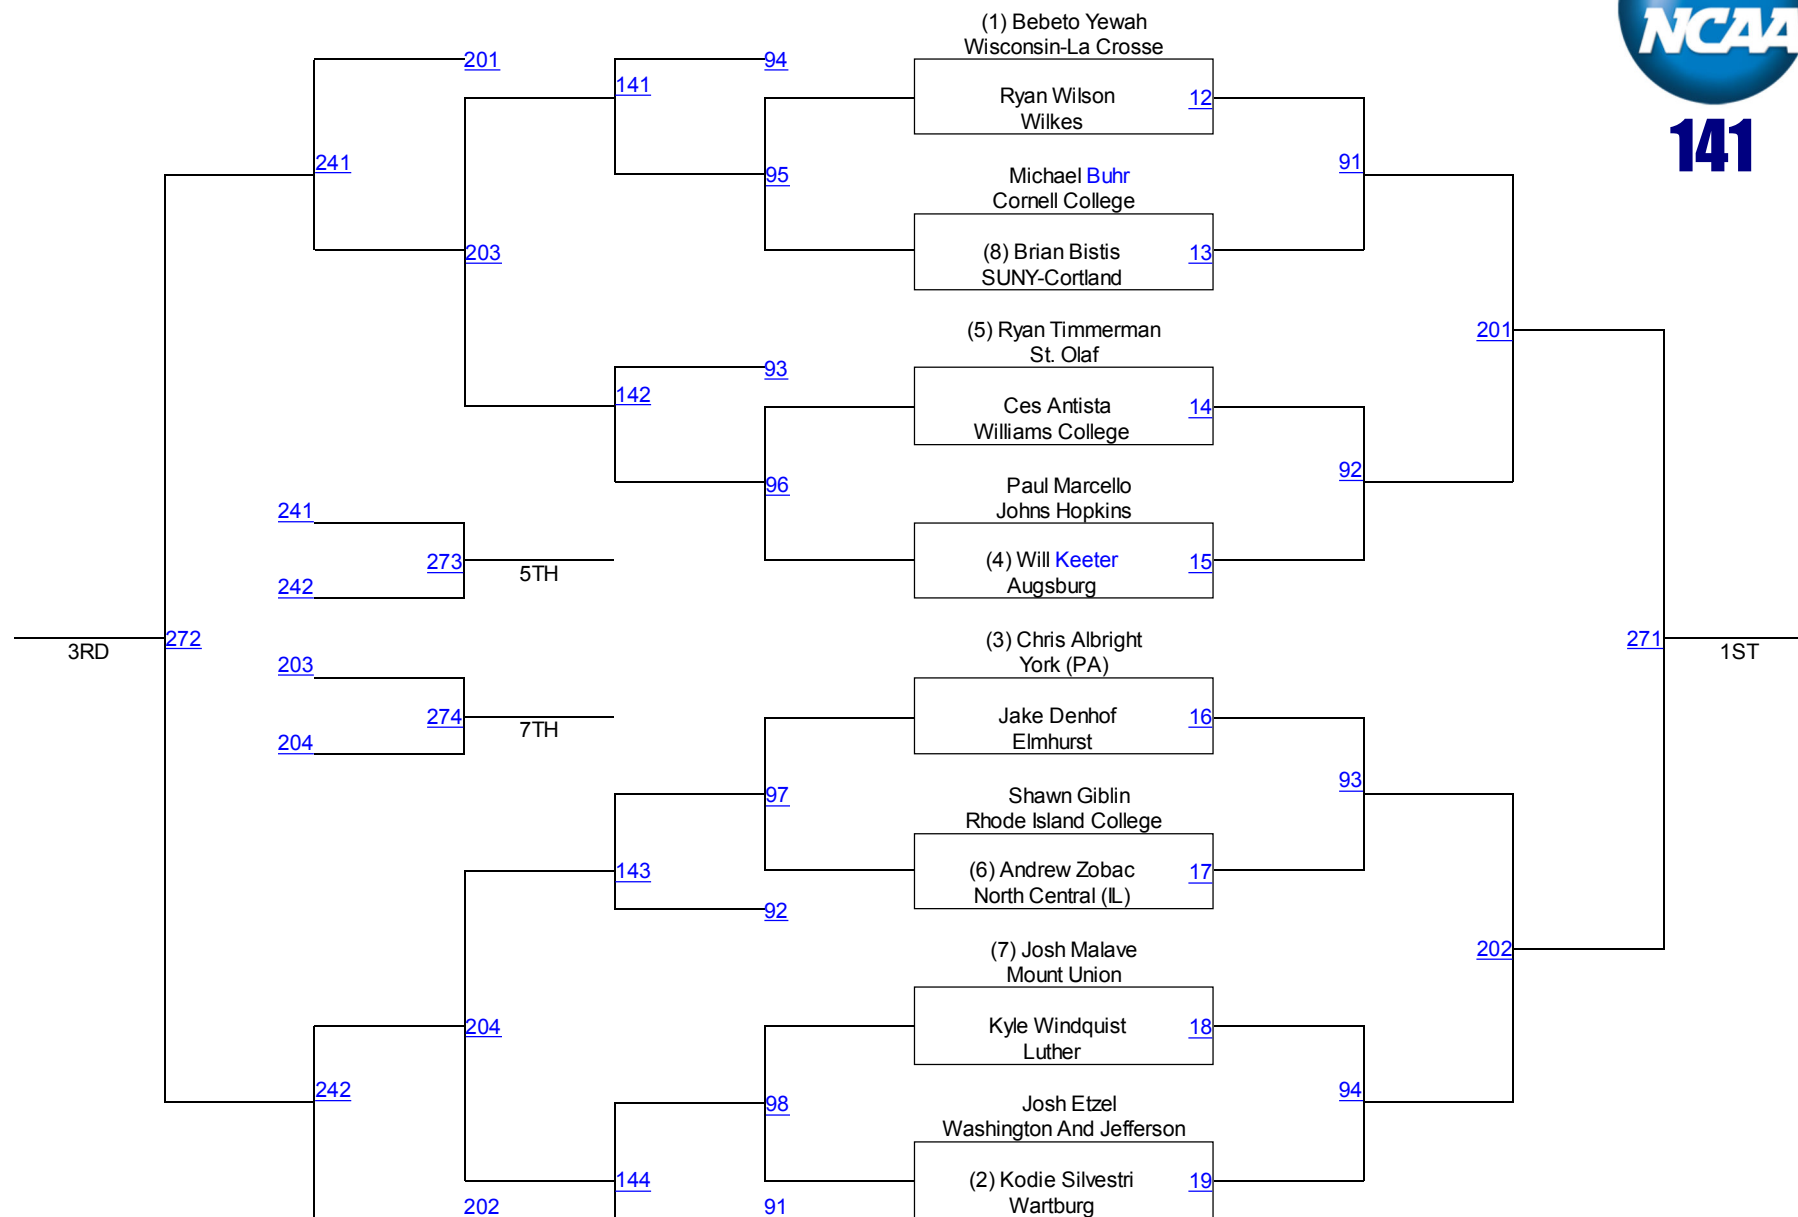 NCAA
141
(1) Bebeto Yewah
Wisconsin-La Crosse
201
94
141
Ryan Wilson
12
Wilkes
241
95
Michael Buhr
91
Cornell College
203
(8) Brian Bistis
13
SUNY-Cortland
(5) Ryan Timmerman
201
St. Olaf
93
142
Ces Antista
14
Williams College
92
96
Paul Marcello
Johns Hopkins
241
273
5TH
242
(4) Will Keeter
15
Augsburg
3RD
272
(3) Chris Albright
York (PA)
271
1ST
203
274
7TH
204
Jake Denhof
16
Elmhurst
97
Shawn Giblin
93
Rhode Island College
143
(6) Andrew Zobac
17
North Central (IL)
92
(7) Josh Malave
202
Mount Union
204
Kyle Windquist
18
Luther
242
98
Josh Etzel
94
Washington And Jefferson
144
(2) Kodie Silvestri
19
Wartburg
202
91